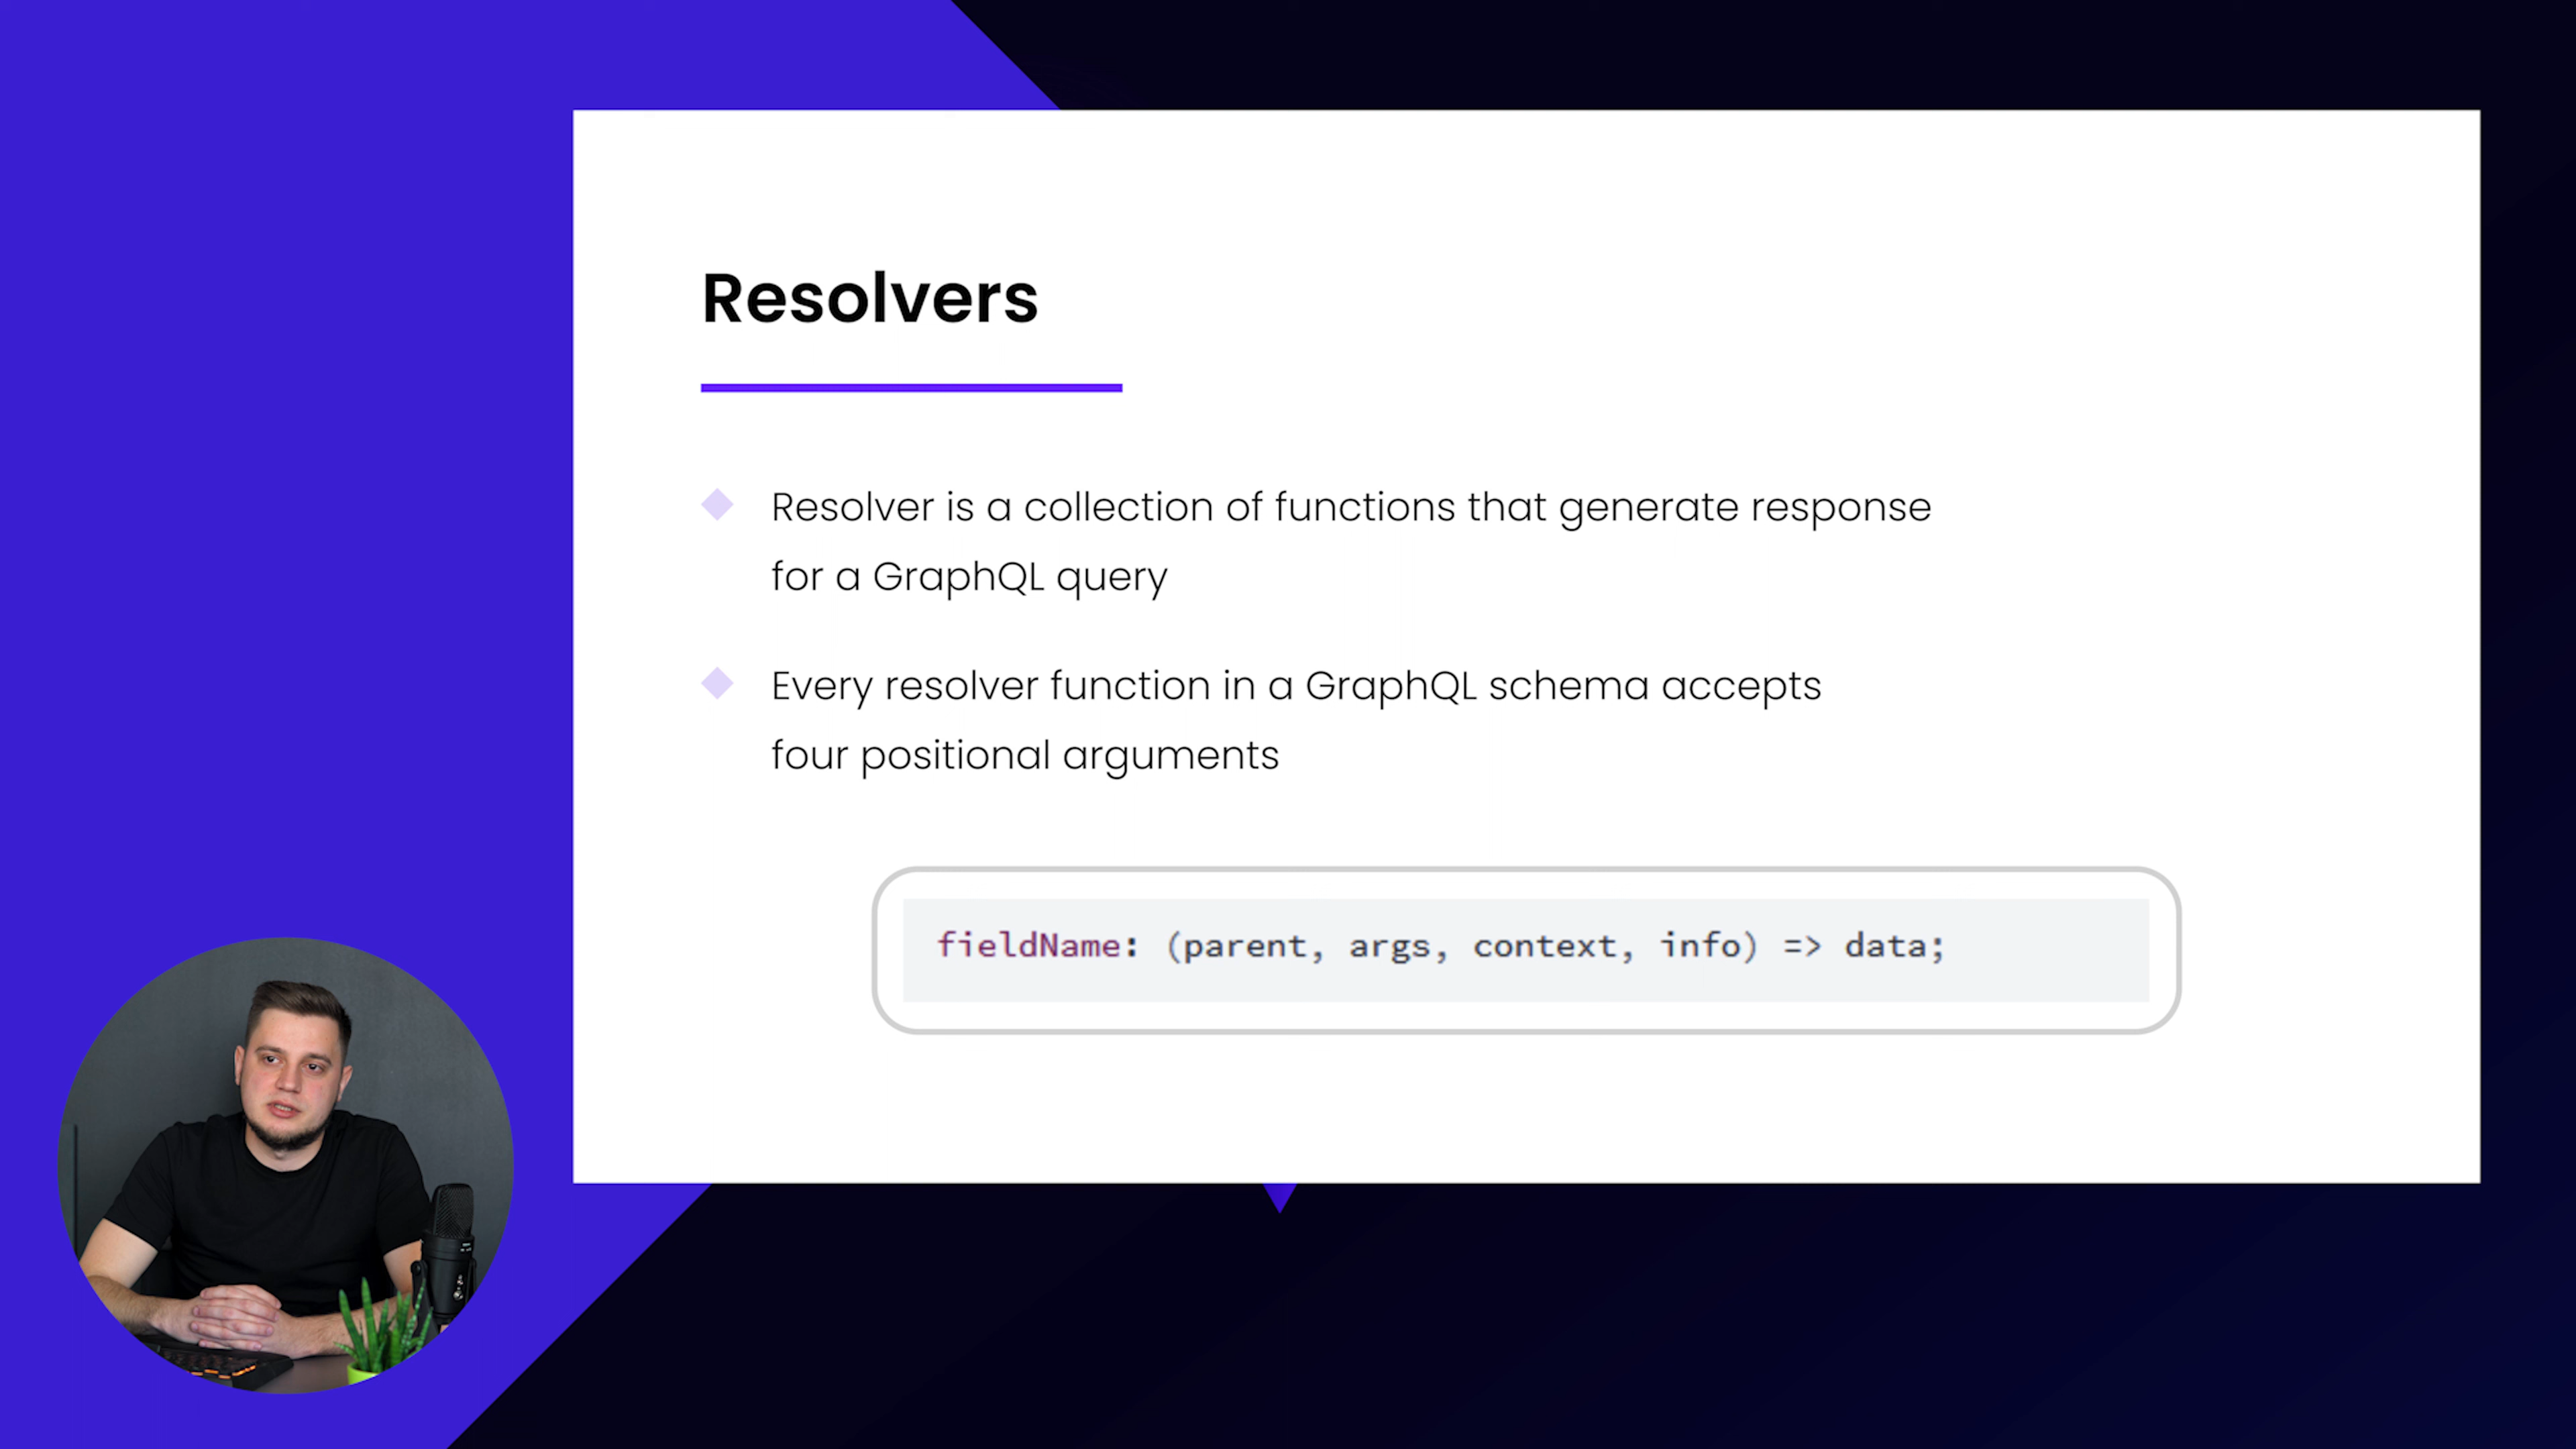 Resolvers
Resolver is a collection of functions that generate response
for a GraphQL query
Every resolver function in a GraphQL schema accepts
four positional arguments
fieldName: (parent, args, context, info) => data;